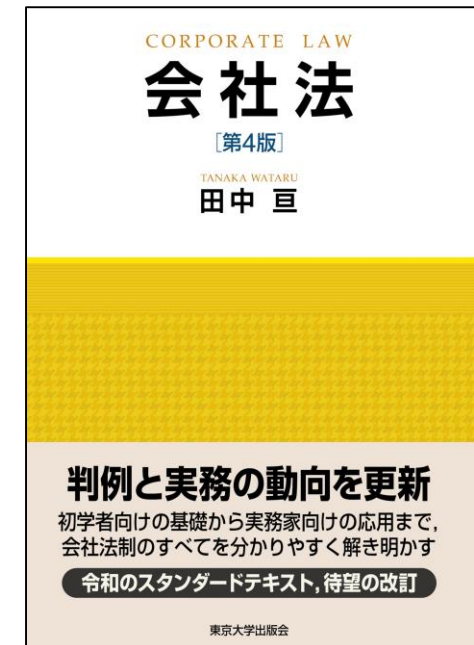 CORPORATE LAW
会社法
［第4版］
TANAKA WATARU
田中 亘
判例と実務の動向を更新
初学者向けの基礎から実務家向けの応用まで，
会社法制のすべてを分かりやすく解き明かす
令和のスタンダードテキスト，待望の改訂
東京大学出版会